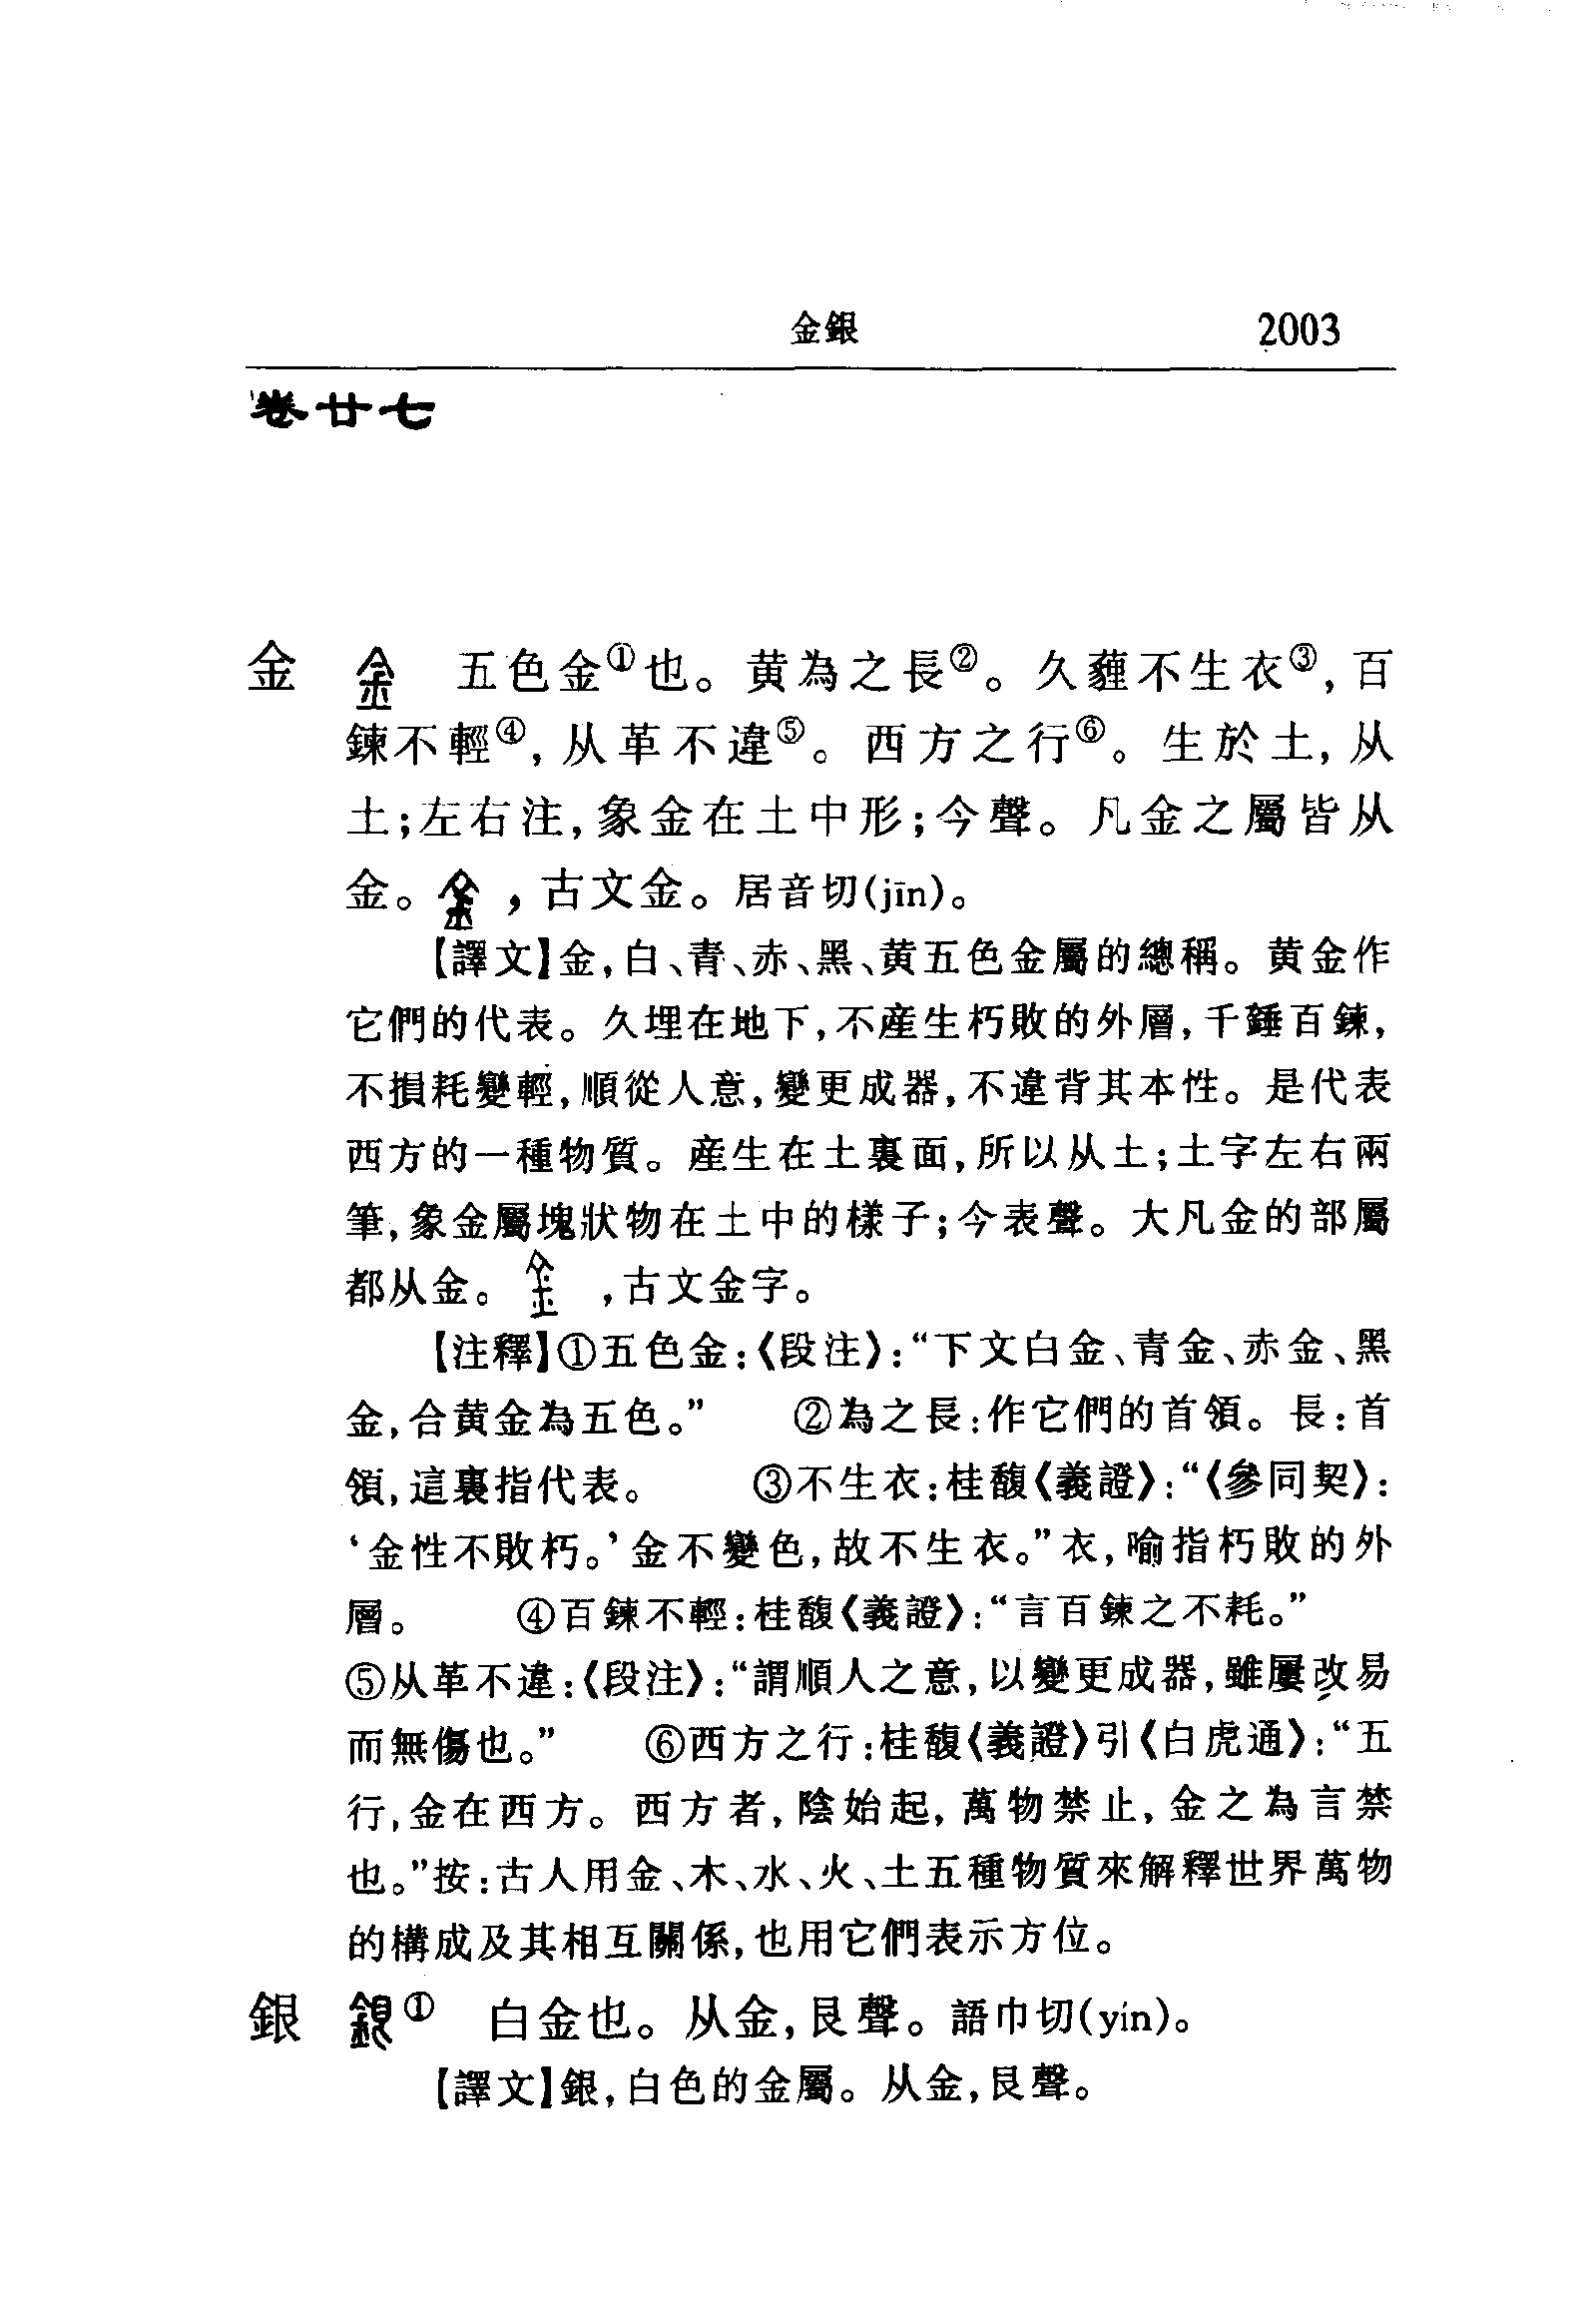 金銀 2003
卷廿七
金 五色金①也。黄為之長②。久薶不生衣③,百
鍊不輕④,从革不違⑤。西方之行⑥。生於土,从
土;左右注,象金在土中形;今聲。凡金之屬皆从
金。,古文金。居音切(jīn)。
【譯文】金,白、青、赤、黑、黄五色金屬的總稱。黄金作
它們的代表。久埋在地下,不産生朽敗的外層,千錘百鍊,
不損耗變輕,順從人意,變更成器,不違背其本性。是代表
西方的一種物質。産生在土裏面,所以从土;土字左右兩
筆,象金屬塊狀物在土中的樣子;今表聲。大凡金的部屬
都从金。,古文金字。
【注釋】①五色金:《段注》:“下文白金、青金、赤金、黑
金,合黄金為五色。” ②為之長:作它們的首領。長:首
領,這裏指代表。 ③不生衣:桂馥《義證》:“《參同契》:
‘金性不敗朽。’金不變色,故不生衣。”衣,喻指朽敗的外
層。 ④百鍊不輕:桂馥《義證》:“言百鍊之不耗。”
⑤从革不違:《段注》:“謂順人之意,以變更成器,雖屢改易
而無傷也。” ⑥西方之行:桂馥《義證》引《白虎通》:“五
行,金在西方。西方者,陰始起,萬物禁止,金之為言禁
也。”按:古人用金、木、水、火、土五種物質來解釋世界萬物
的構成及其相互關係,也用它們表示方位。
銀 銀① 白金也。从金,艮聲。語巾切(yín)。
【譯文】銀,白色的金屬。从金,艮聲。